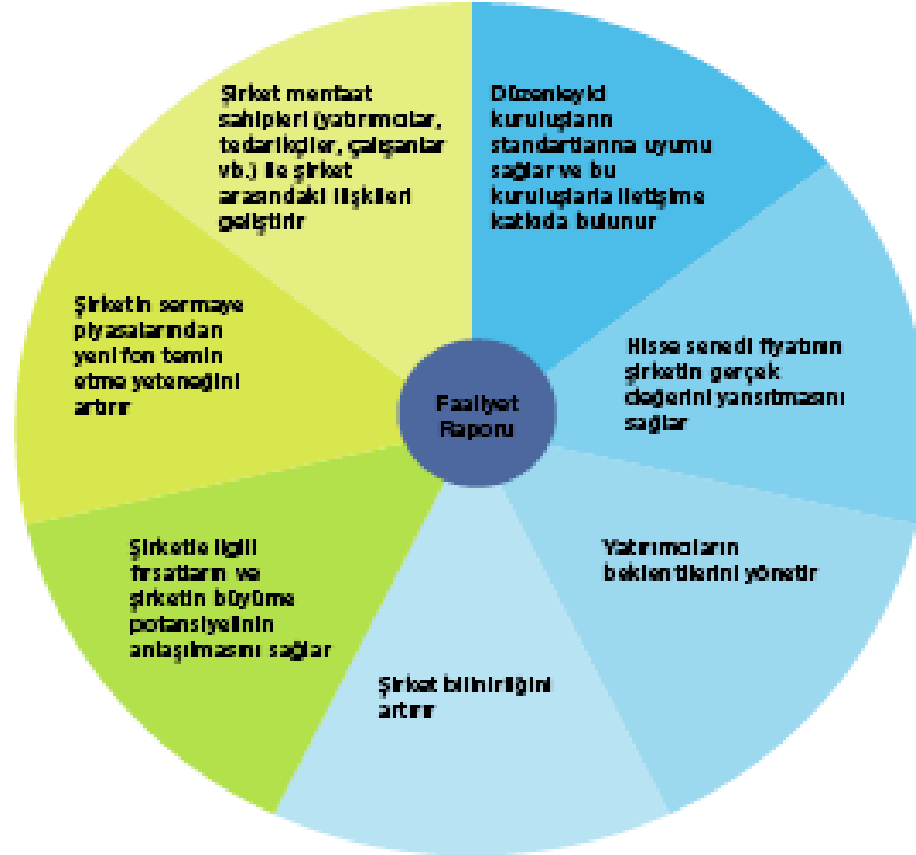 Şirket menfaat
sahipleri (yatırımcılar,
tedarikçiler, çalışanlar
vb.) ile şirket
arasındaki ilişkileri
geliştirir
Düzenleyici
kuruluşların
standartlarına uyumu
sağlar ve bu
kuruluşlarla iletişime
katkıda bulunur
Hisse senedi fiyatının
şirketin gerçek
değerini yansıtmasını
sağlar
Yatırımcıların
beklentilerini yönetir
Şirket bilinirliğini
artırır
Şirketle ilgili
fırsatların ve
şirketin büyüme
potansiyelinin
anlaşılmasını sağlar
Şirketin sermaye
piyasalarından
yeni fon temin
etme yeteneğini
artırır
Faaliyet
Raporu